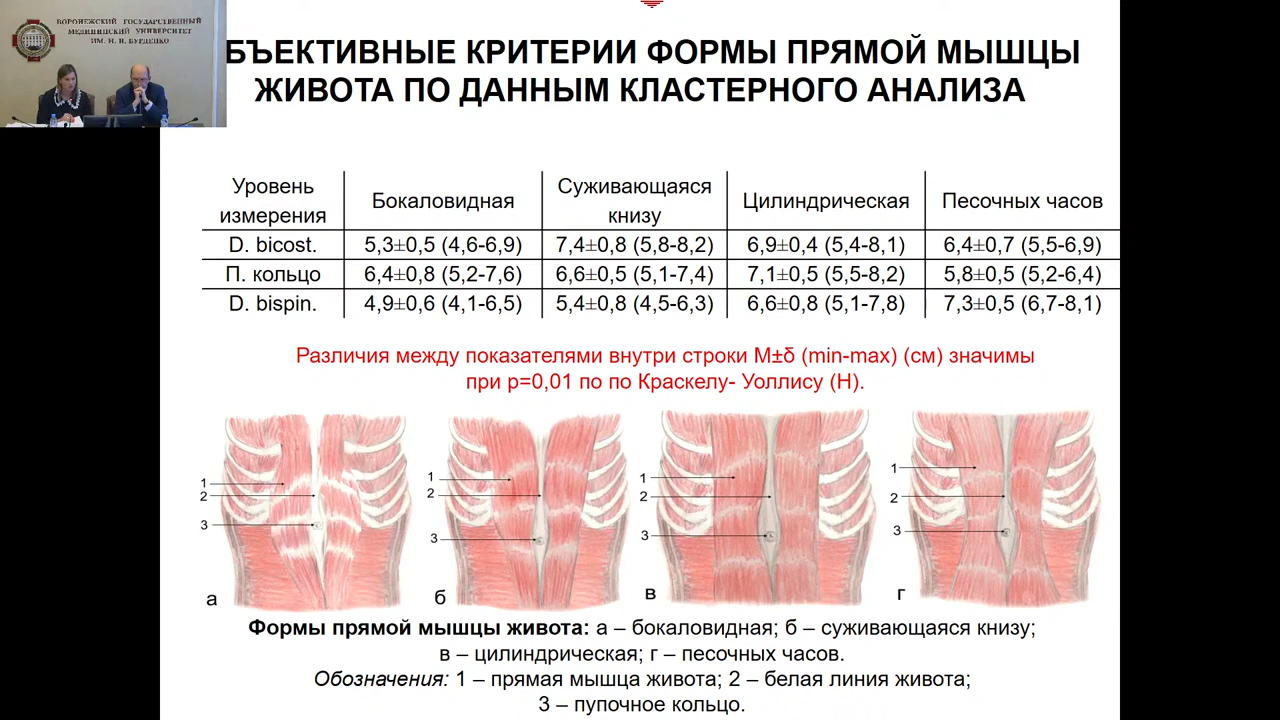 ВОРОНЕЖСКИЙ ГОСУДАРСТВЕННЫЙ
МЕДИЦИНСКИЙ УНИВЕРСИТЕТ
ИМ. Н. Н. БУРДЕНКО
БЪЕКТИВНЫЕ КРИТЕРИИ ФОРМЫ ПРЯМОЙ МЫШЦЫ
ЖИВОТА ПО ДАННЫМ КЛАСТЕРНОГО АНАЛИЗА
Уровень измерения Бокаловидная Суживающаяся книзу Цилиндрическая Песочных часов
D. bicost. 5,3±0,5 (4,6-6,9) 7,4±0,8 (5,8-8,2) 6,9±0,4 (5,4-8,1) 6,4±0,7 (5,5-6,9)
П. кольцо 6,4±0,8 (5,2-7,6) 6,6±0,5 (5,1-7,4) 7,1±0,5 (5,5-8,2) 5,8±0,5 (5,2-6,4)
D. bispin. 4,9±0,6 (4,1-6,5) 5,4±0,8 (4,5-6,3) 6,6±0,8 (5,1-7,8) 7,3±0,5 (6,7-8,1)
Различия между показателями внутри строки M±δ (min-max) (см) значимы
при p=0,01 по по Краскелу- Уоллису (H).
1
2
3
а
1
2
3
б
1
2
3
в
1
2
3
г
Формы прямой мышцы живота: а – бокаловидная; б – суживающаяся книзу;
в – цилиндрическая; г – песочных часов.
Обозначения: 1 – прямая мышца живота; 2 – белая линия живота;
3 – пупочное кольцо.